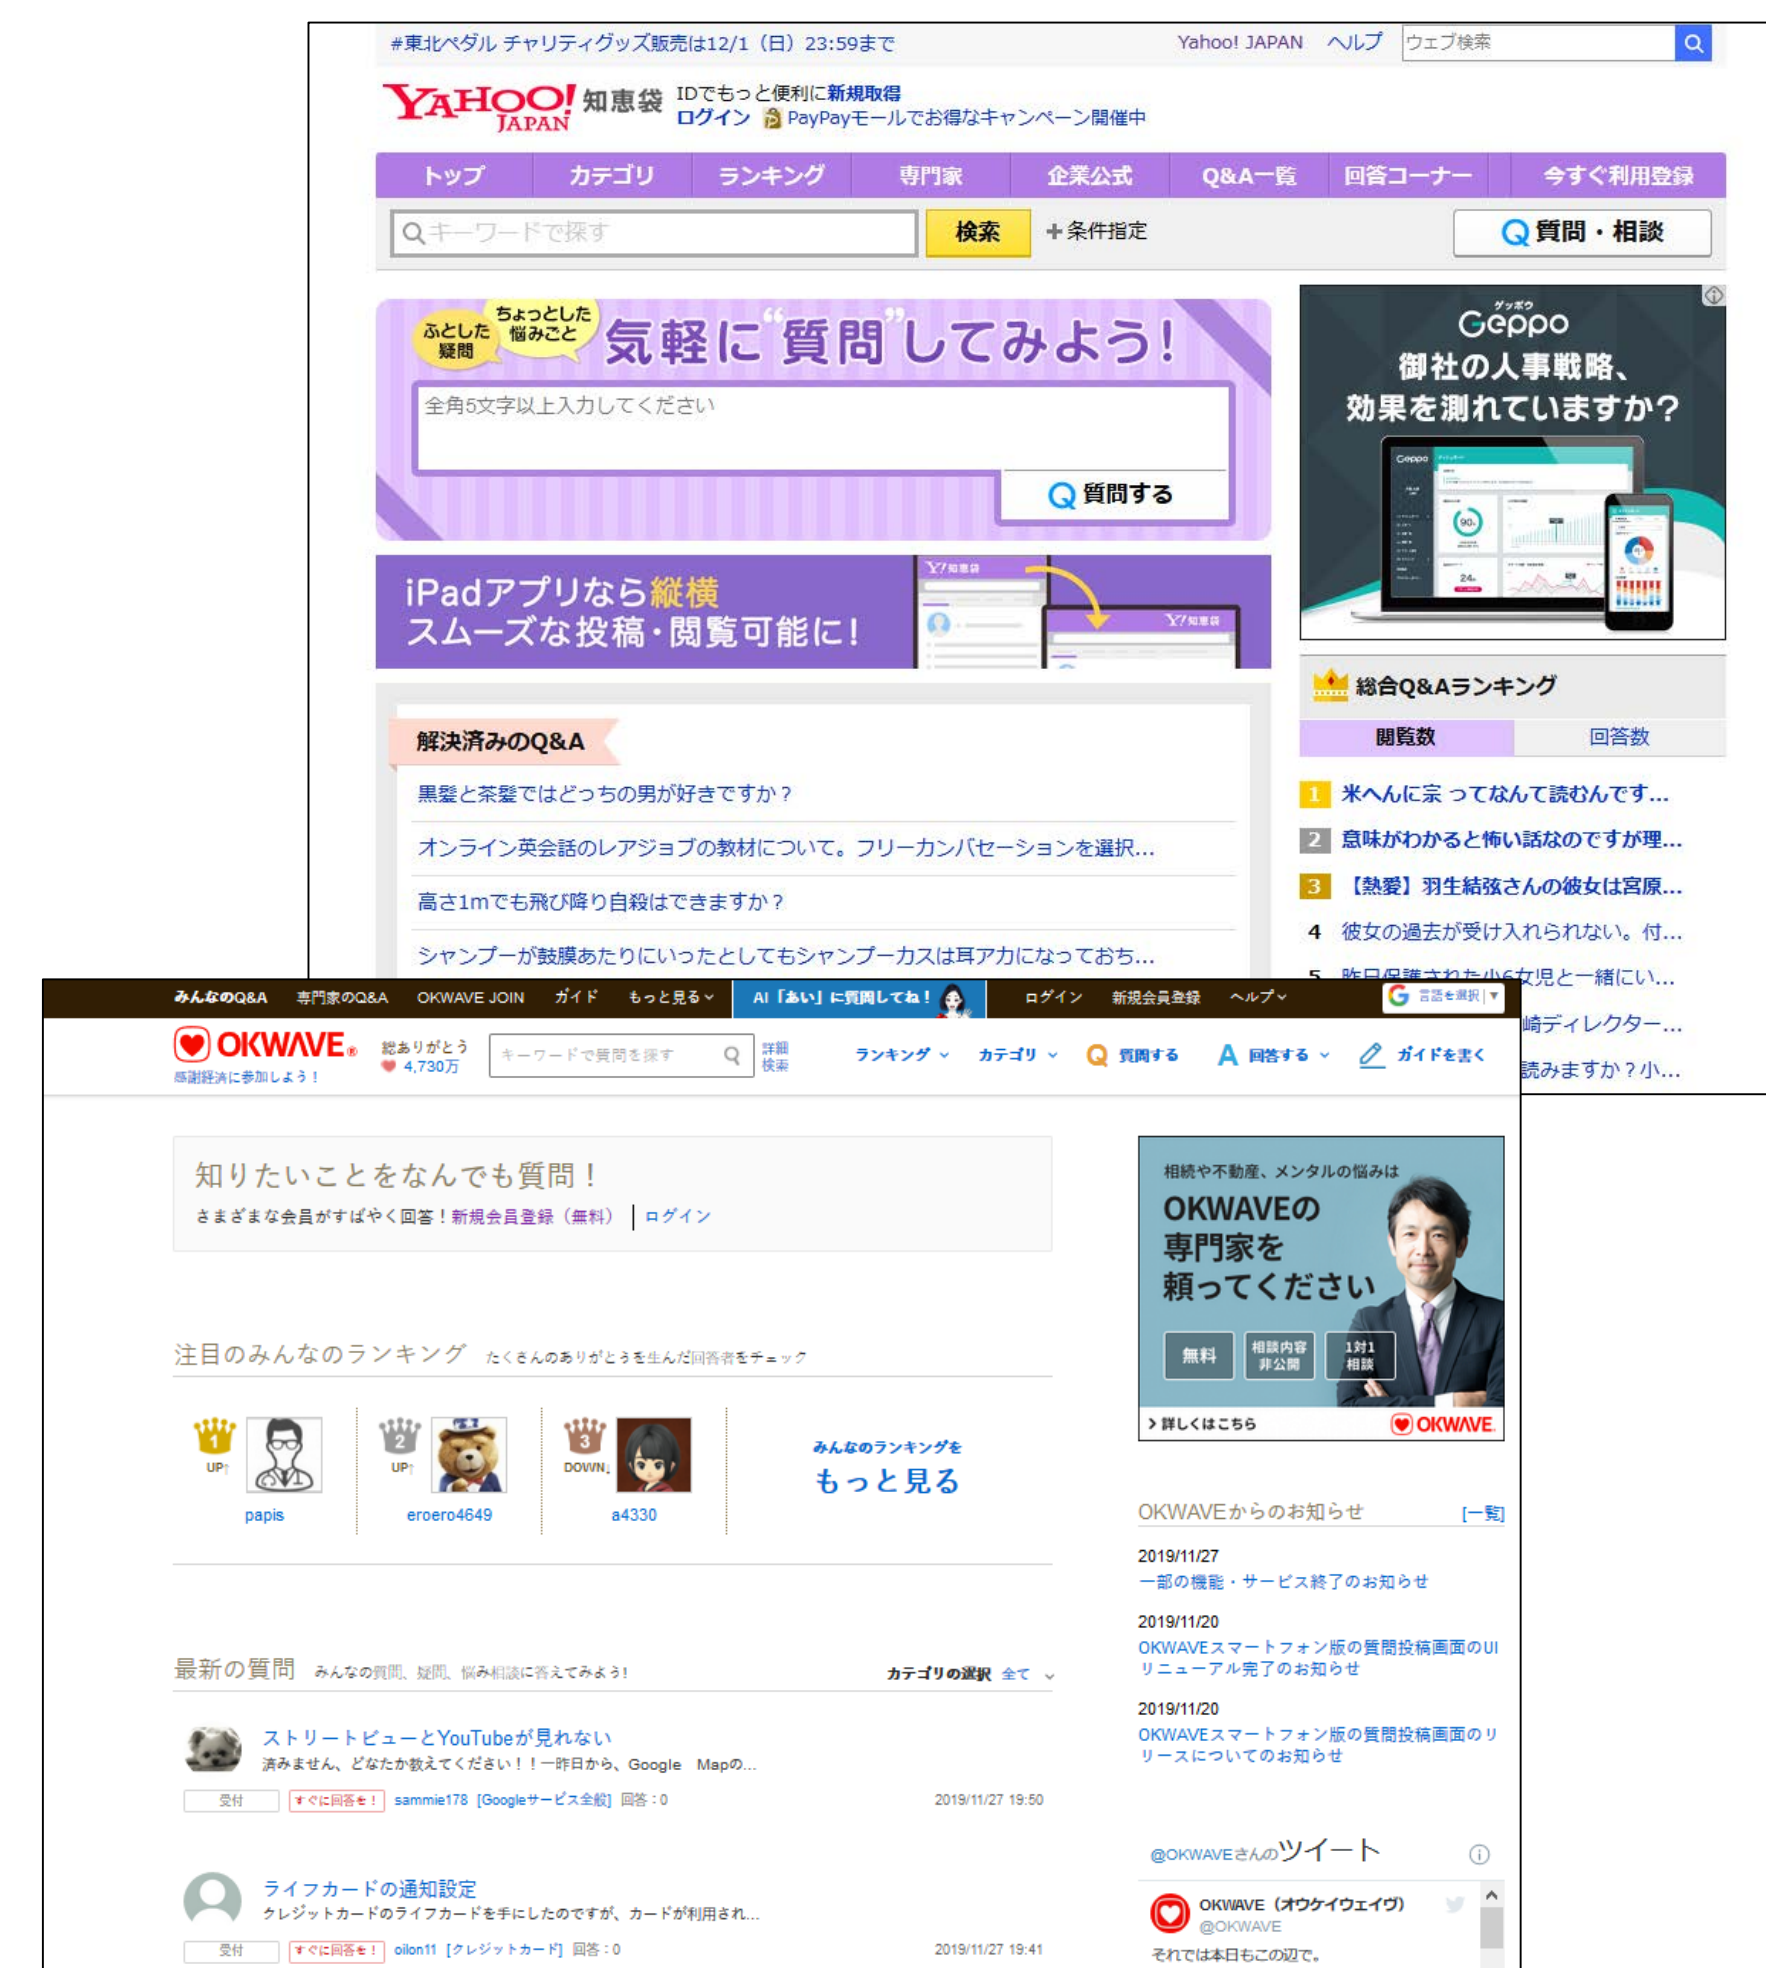 #東北ペダル チャリティグッズ販売は12/1（日）23:59まで
Yahoo! JAPAN ヘルプ ウェブ検索
YAHOO! JAPAN 知恵袋
IDでもっと便利に新規取得
ログイン PayPayモールでお得なキャンペーン開催中
トップ カテゴリ ランキング 専門家 企業公式 Q&A一覧 回答コーナー 今すぐ利用登録
キーワードで探す 検索 +条件指定 Q 質問・相談
ふとした疑問
ちょっとした悩みごと
気軽に"質問"してみよう!
全角5文字以上入力してください
Q 質問する
iPadアプリなら縦横
スムーズな投稿・閲覧可能に!
Y!知恵袋
Y!知恵袋
解決済みのQ&A
黒髪と茶髪ではどっちの男が好きですか？
オンライン英会話のレアジョブの教材について。フリーカンバセーションを選択...
高さ1mでも飛び降り自殺はできますか？
シャンプーが鼓膜あたりにいったとしてもシャンプーカスは耳アカになっておち...
ゲッポウ
Geppo
御社の人事戦略、
効果を測れていますか?
Geppo
総合Q&Aランキング
閲覧数 回答数
1 米へんに宗 ってなんて読むんです...
2 意味がわかると怖い話なのですが理...
3 【熱愛】羽生結弦さんの彼女は宮原...
4 彼女の過去が受け入れられない。付...
5 昨日保護された小6女児と一緒にい...
崎ディレクター...
読みますか？小...
みんなのQ&A 専門家のQ&A OKWAVE JOIN ガイド もっと見る AI「あい」に質問してね！ ログイン 新規会員登録 ヘルプ 言語を選択 ▼
OKWAVE®
感謝経済に参加しよう！
総ありがとう
4,730万
キーワードで質問を探す
詳細
検索
ランキング カテゴリ Q 質問する A 回答する ガイドを書く
知りたいことをなんでも質問！
さまざまな会員がすばやく回答！新規会員登録（無料） | ログイン
注目のみんなのランキング たくさんのありがとうを生んだ回答者をチェック
1 UP↑ papis
2 UP↑ eroero4649
3 DOWN↓ a4330
みんなのランキングを
もっと見る
最新の質問 みんなの質問、疑問、悩み相談に答えてみよう!
カテゴリの選択 全て
ストリートビューとYouTubeが見れない
済みません、どなたか教えてください！！一昨日から、Google Mapの...
受付 すぐに回答を！ sammie178 [Googleサービス全般] 回答：0 2019/11/27 19:50
ライフカードの通知設定
クレジットカードのライフカードを手にしたのですが、カードが利用され...
受付 すぐに回答を！ oilon11 [クレジットカード] 回答：0 2019/11/27 19:41
相続や不動産、メンタルの悩みは
OKWAVEの
専門家を
頼ってください
無料
相談内容
非公開
1対1
相談
>詳しくはこちら
OKWAVE
OKWAVEからのお知らせ [一覧]
2019/11/27
一部の機能・サービス終了のお知らせ
2019/11/20
OKWAVEスマートフォン版の質問投稿画面のUI
リニューアル完了のお知らせ
2019/11/20
OKWAVEスマートフォン版の質問投稿画面のリ
リースについてのお知らせ
@OKWAVEさんのツイート
OKWAVE（オウケイウェイヴ）
@OKWAVE
それでは本日もこの辺で。